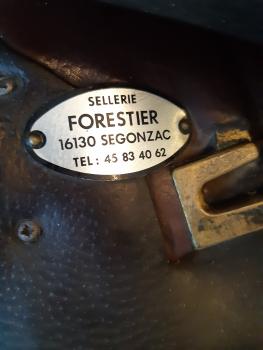 SELLERIE
FORESTIER
16130 SEGONZAC
TEL: 45 83 40 62